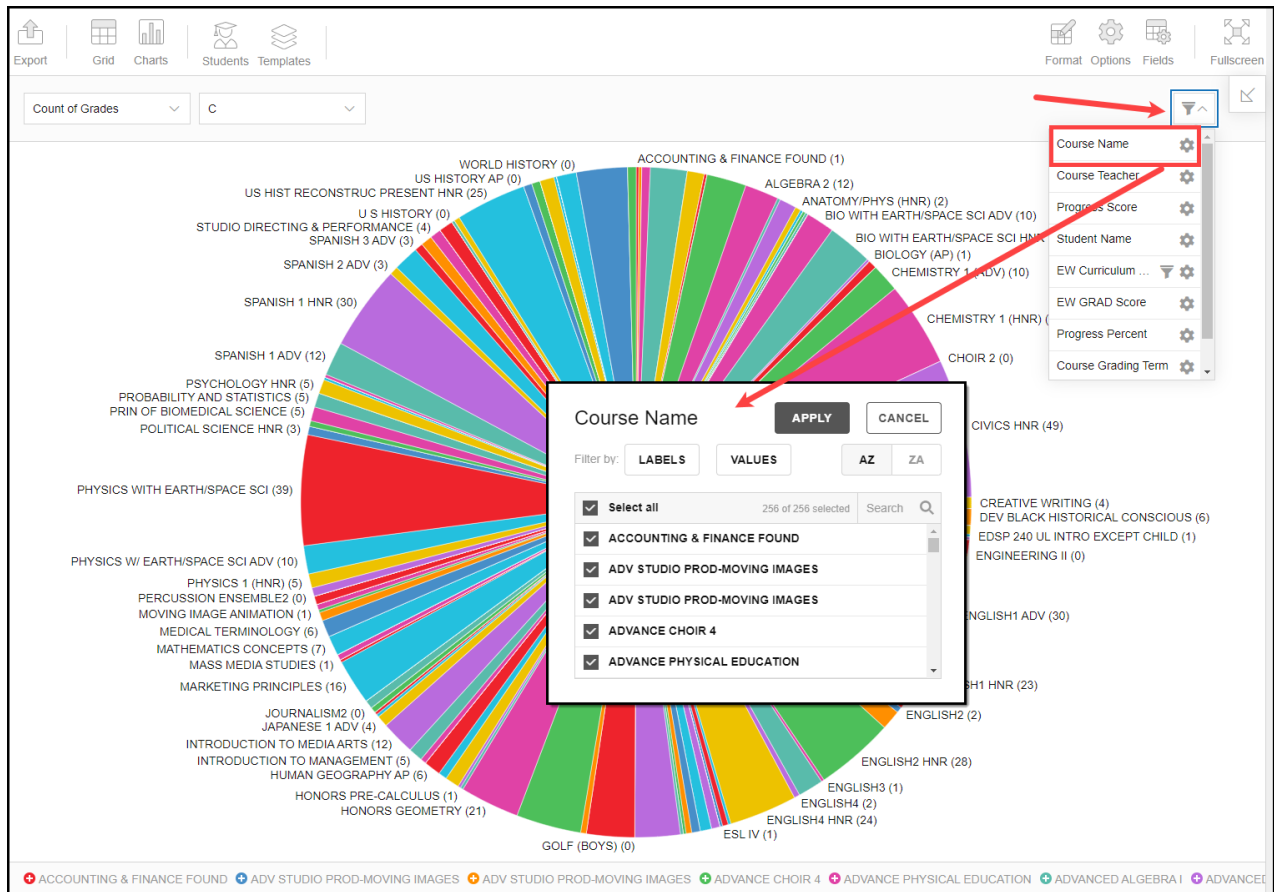 Export Grid Charts Students Templates Format Options Fields Fullscreen
Count of Grades C
Course Name
Course Teacher
Progress Score
Student Name
EW Curriculum ...
EW GRAD Score
Progress Percent
Course Grading Term
WORLD HISTORY (0)
US HISTORY AP (0)
US HIST RECONSTRUC PRESENT HNR (25)
U S HISTORY (0)
STUDIO DIRECTING & PERFORMANCE (4)
SPANISH 3 ADV (3)
SPANISH 2 ADV (3)
SPANISH 1 HNR (30)
SPANISH 1 ADV (12)
PSYCHOLOGY HNR (5)
PROBABILITY AND STATISTICS (5)
PRIN OF BIOMEDICAL SCIENCE (5)
POLITICAL SCIENCE HNR (3)
PHYSICS WITH EARTH/SPACE SCI (39)
PHYSICS W/ EARTH/SPACE SCI ADV (10)
PHYSICS 1 (HNR) (5)
PERCUSSION ENSEMBLE2 (0)
MOVING IMAGE ANIMATION (1)
MEDICAL TERMINOLOGY (6)
MATHEMATICS CONCEPTS (7)
MASS MEDIA STUDIES (1)
MARKETING PRINCIPLES (16)
JOURNALISM2 (0)
JAPANESE 1 ADV (4)
INTRODUCTION TO MEDIA ARTS (12)
INTRODUCTION TO MANAGEMENT (5)
HUMAN GEOGRAPHY AP (6)
HONORS PRE-CALCULUS (1)
HONORS GEOMETRY (21)
GOLF (BOYS) (0)
ACCOUNTING & FINANCE FOUND (1)
ALGEBRA 2 (12)
ANATOMY/PHYS (HNR) (2)
BIO WITH EARTH/SPACE SCI ADV (10)
BIO WITH EARTH/SPACE SCI HNR
BIOLOGY (AP) (1)
CHEMISTRY 1 (ADV) (10)
CHEMISTRY 1 (HNR) (
CHOIR 2 (0)
CIVICS HNR (49)
CREATIVE WRITING (4)
DEV BLACK HISTORICAL CONSCIOUS (6)
EDSP 240 UL INTRO EXCEPT CHILD (1)
ENGINEERING II (0)
ENGLISH1 ADV (30)
SH1 HNR (23)
ENGLISH2 (2)
ENGLISH2 HNR (28)
ENGLISH3 (1)
ENGLISH4 (2)
ENGLISH4 HNR (24)
ESL IV (1)
Course Name APPLY CANCEL
Filter by: LABELS VALUES AZ ZA
Select all 256 of 256 selected Search
ACCOUNTING & FINANCE FOUND
ADV STUDIO PROD-MOVING IMAGES
ADV STUDIO PROD-MOVING IMAGES
ADVANCE CHOIR 4
ADVANCE PHYSICAL EDUCATION
ACCOUNTING & FINANCE FOUND ADV STUDIO PROD-MOVING IMAGES ADV STUDIO PROD-MOVING IMAGES ADVANCE CHOIR 4 ADVANCE PHYSICAL EDUCATION ADVANCED ALGEBRA I ADVANCED